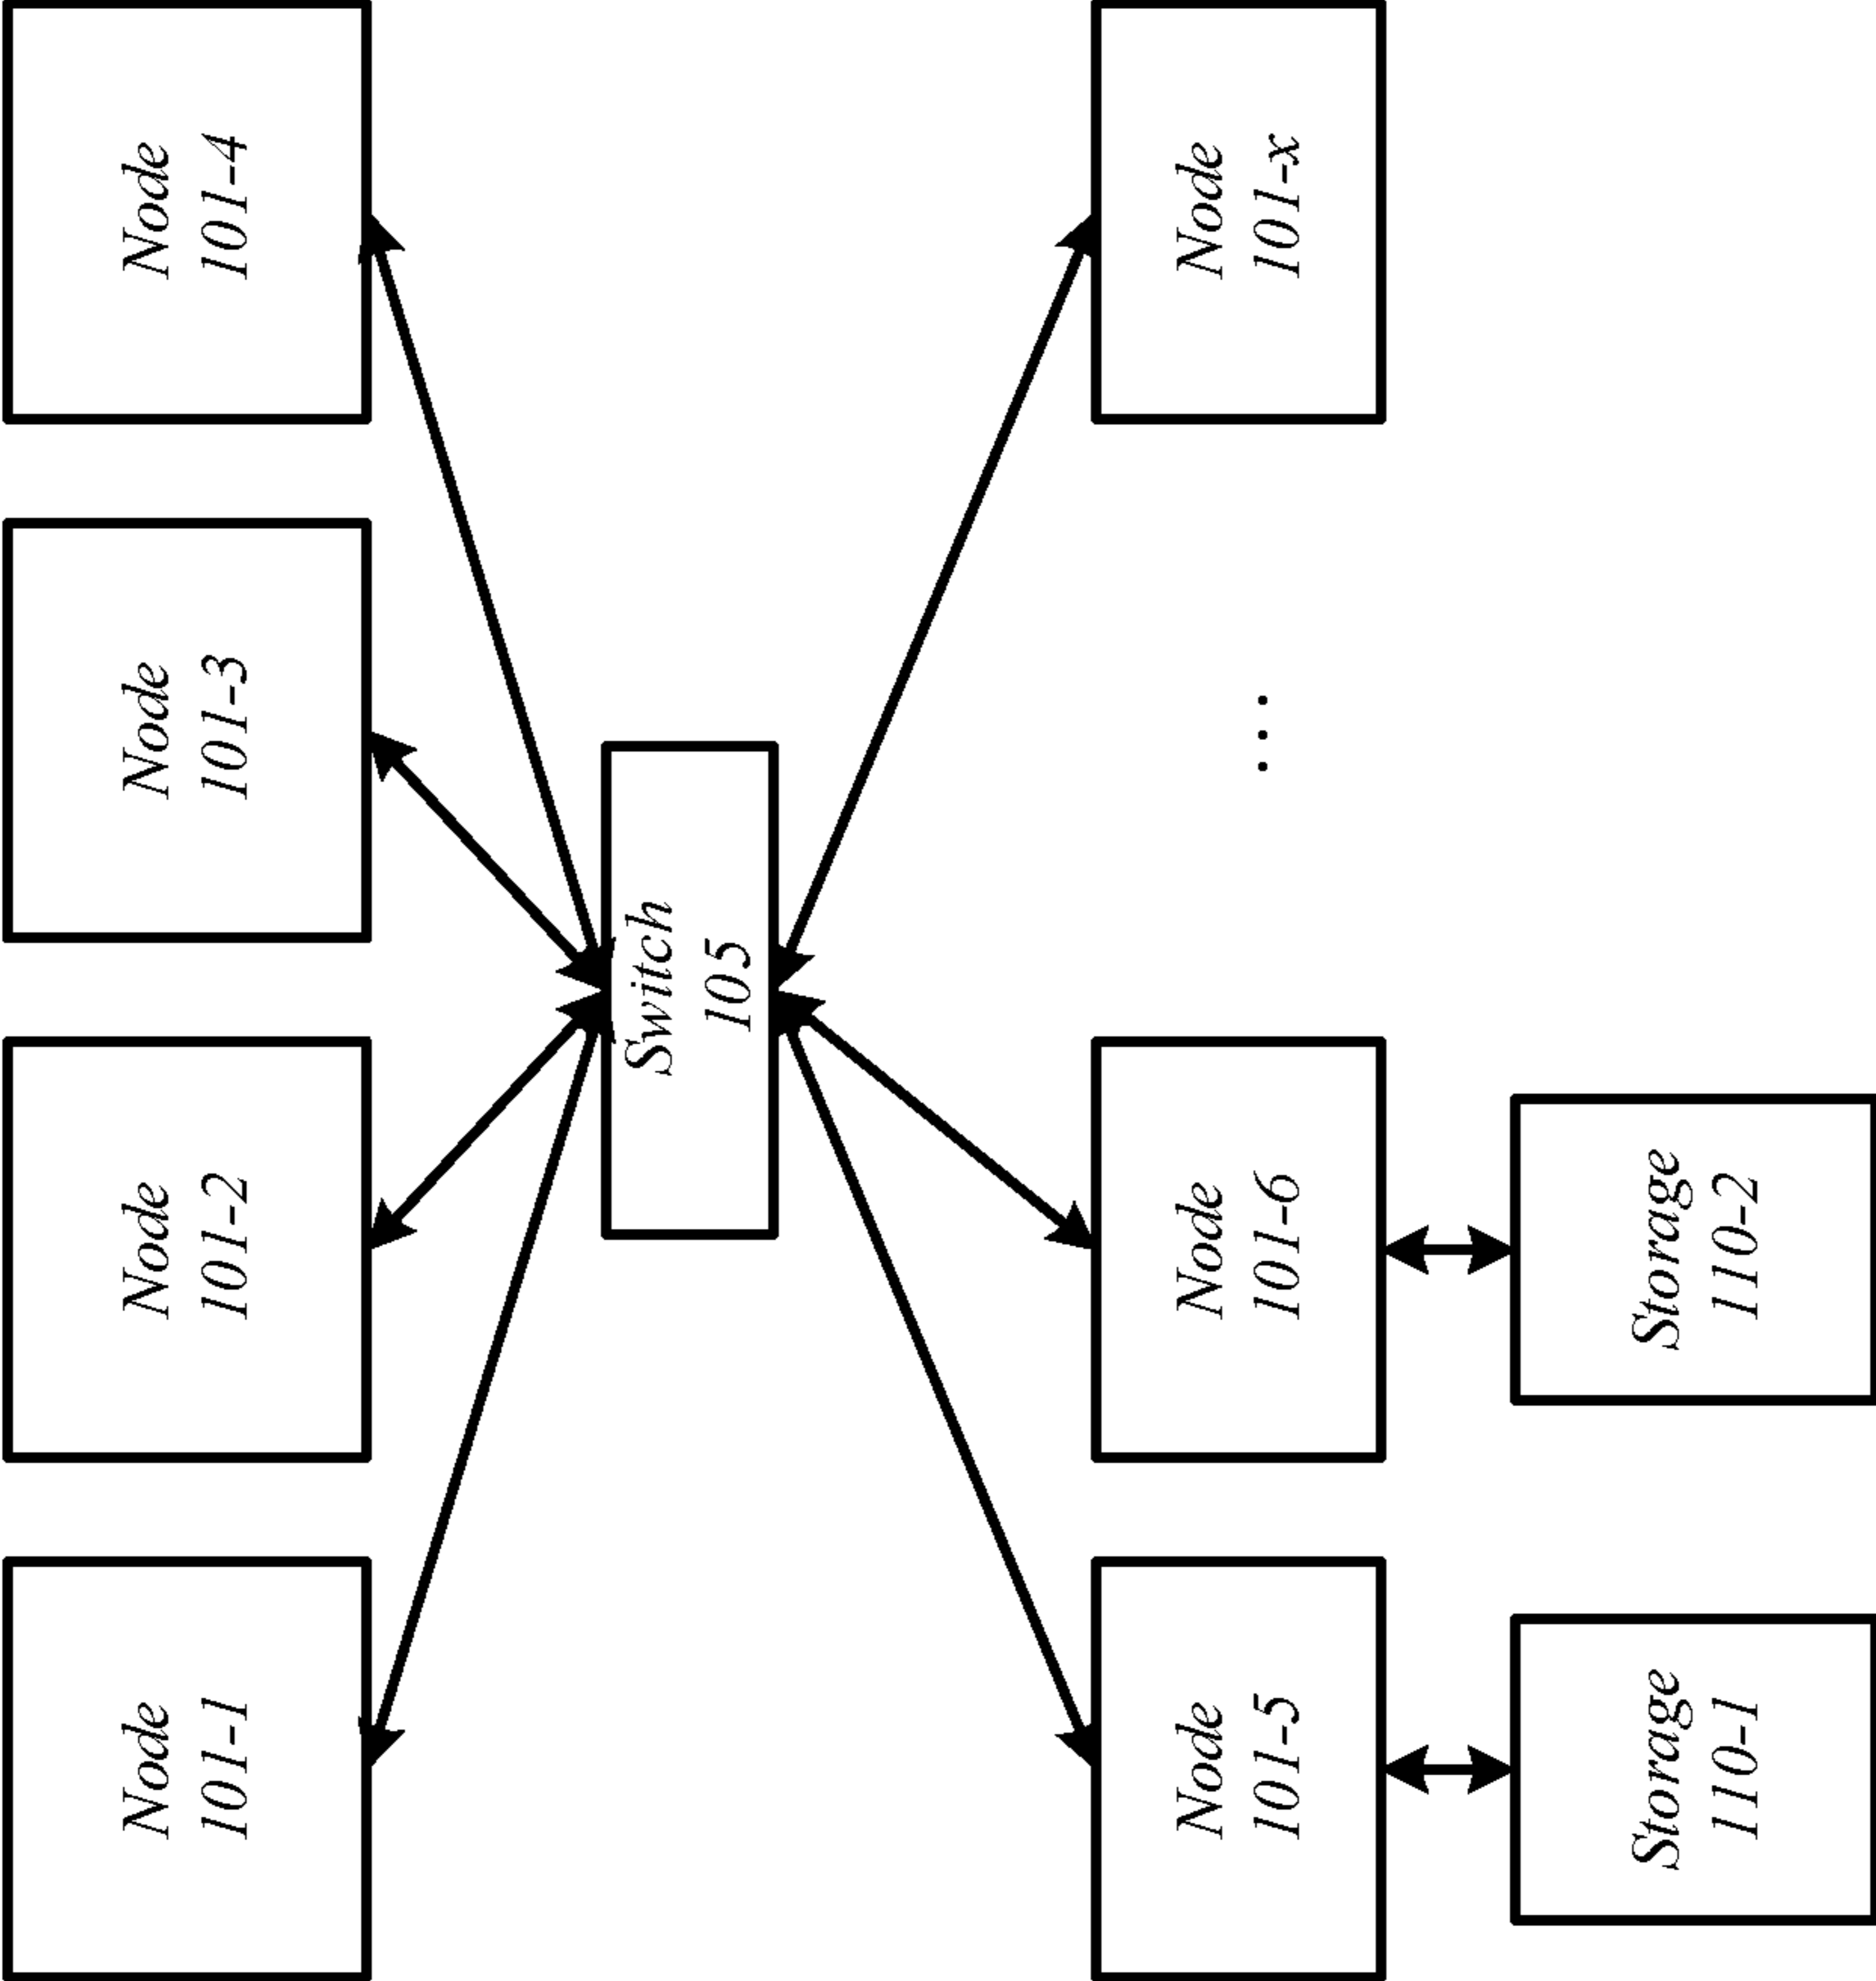 Node
101-1
Node
101-2
Node
101-3
Node
101-4
Switch
105
Node
101-5
Node
101-6
...
Node
101-x
Storage
110-1
Storage
110-2